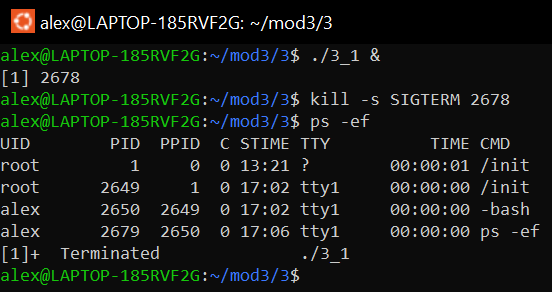 alex@LAPTOP-185RVF2G: ~/mod3/3
alex@LAPTOP-185RVF2G:~/mod3/3$ ./3_1 &
[1] 2678
alex@LAPTOP-185RVF2G:~/mod3/3$ kill -s SIGTERM 2678
alex@LAPTOP-185RVF2G:~/mod3/3$ ps -ef
UID        PID  PPID  C STIME TTY          TIME CMD
root         1     0  0 13:21 ?        00:00:01 /init
root      2649     1  0 17:02 tty1     00:00:00 /init
alex      2650  2649  0 17:02 tty1     00:00:00 -bash
alex      2679  2650  0 17:06 tty1     00:00:00 ps -ef
[1]+  Terminated              ./3_1
alex@LAPTOP-185RVF2G:~/mod3/3$